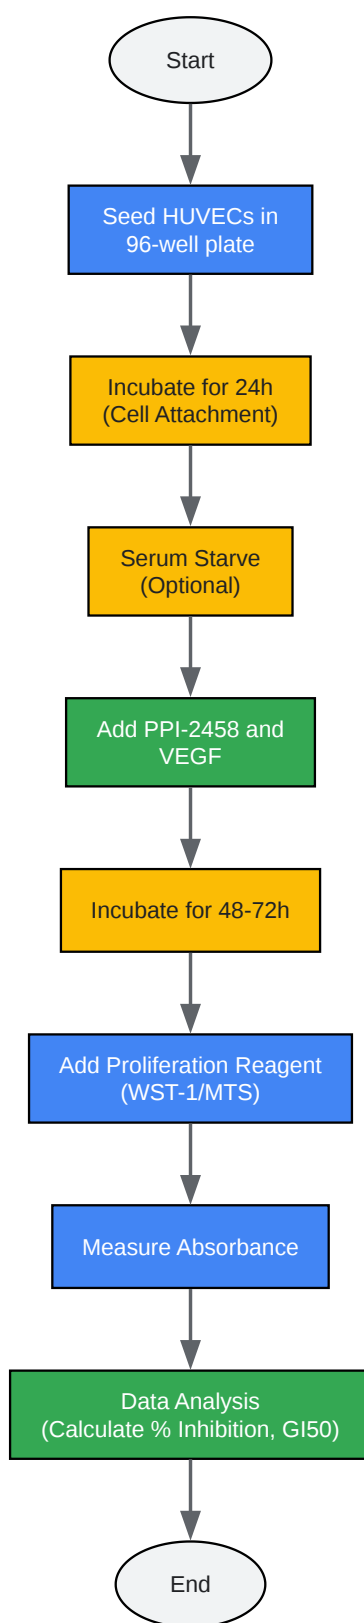 Start
Seed HUVECs in
96-well plate
Incubate for 24h
(Cell Attachment)
Serum Starve
(Optional)
Add PPI-2458 and
VEGF
Incubate for 48-72h
Add Proliferation Reagent
(WST-1/MTS)
Measure Absorbance
Data Analysis
(Calculate % Inhibition, GI50)
End